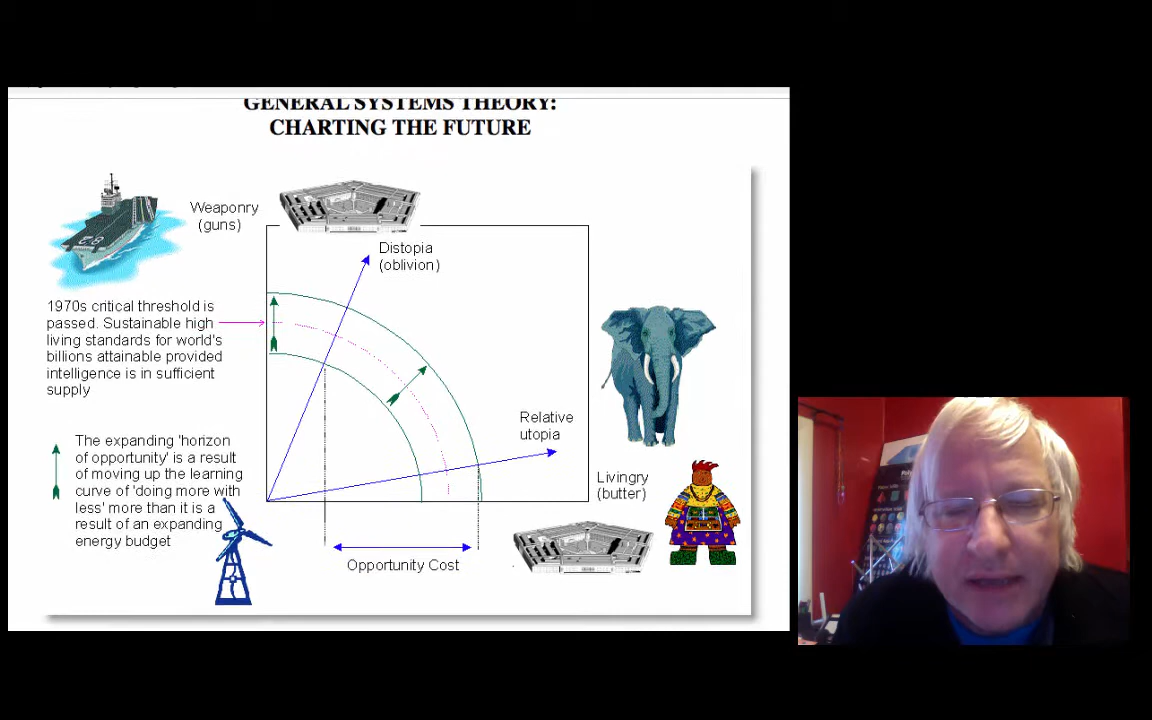 GENERAL SYSTEMS THEORY:
CHARTING THE FUTURE
Weaponry
(guns)
Distopia
(oblivion)
1970s critical threshold is
passed. Sustainable high
living standards for world's
billions attainable provided
intelligence is in sufficient
supply
Relative
utopia
The expanding 'horizon
of opportunity' is a result
of moving up the learning
curve of 'doing more with
less' more than it is a
result of an expanding
energy budget
Livingry
(butter)
Opportunity Cost